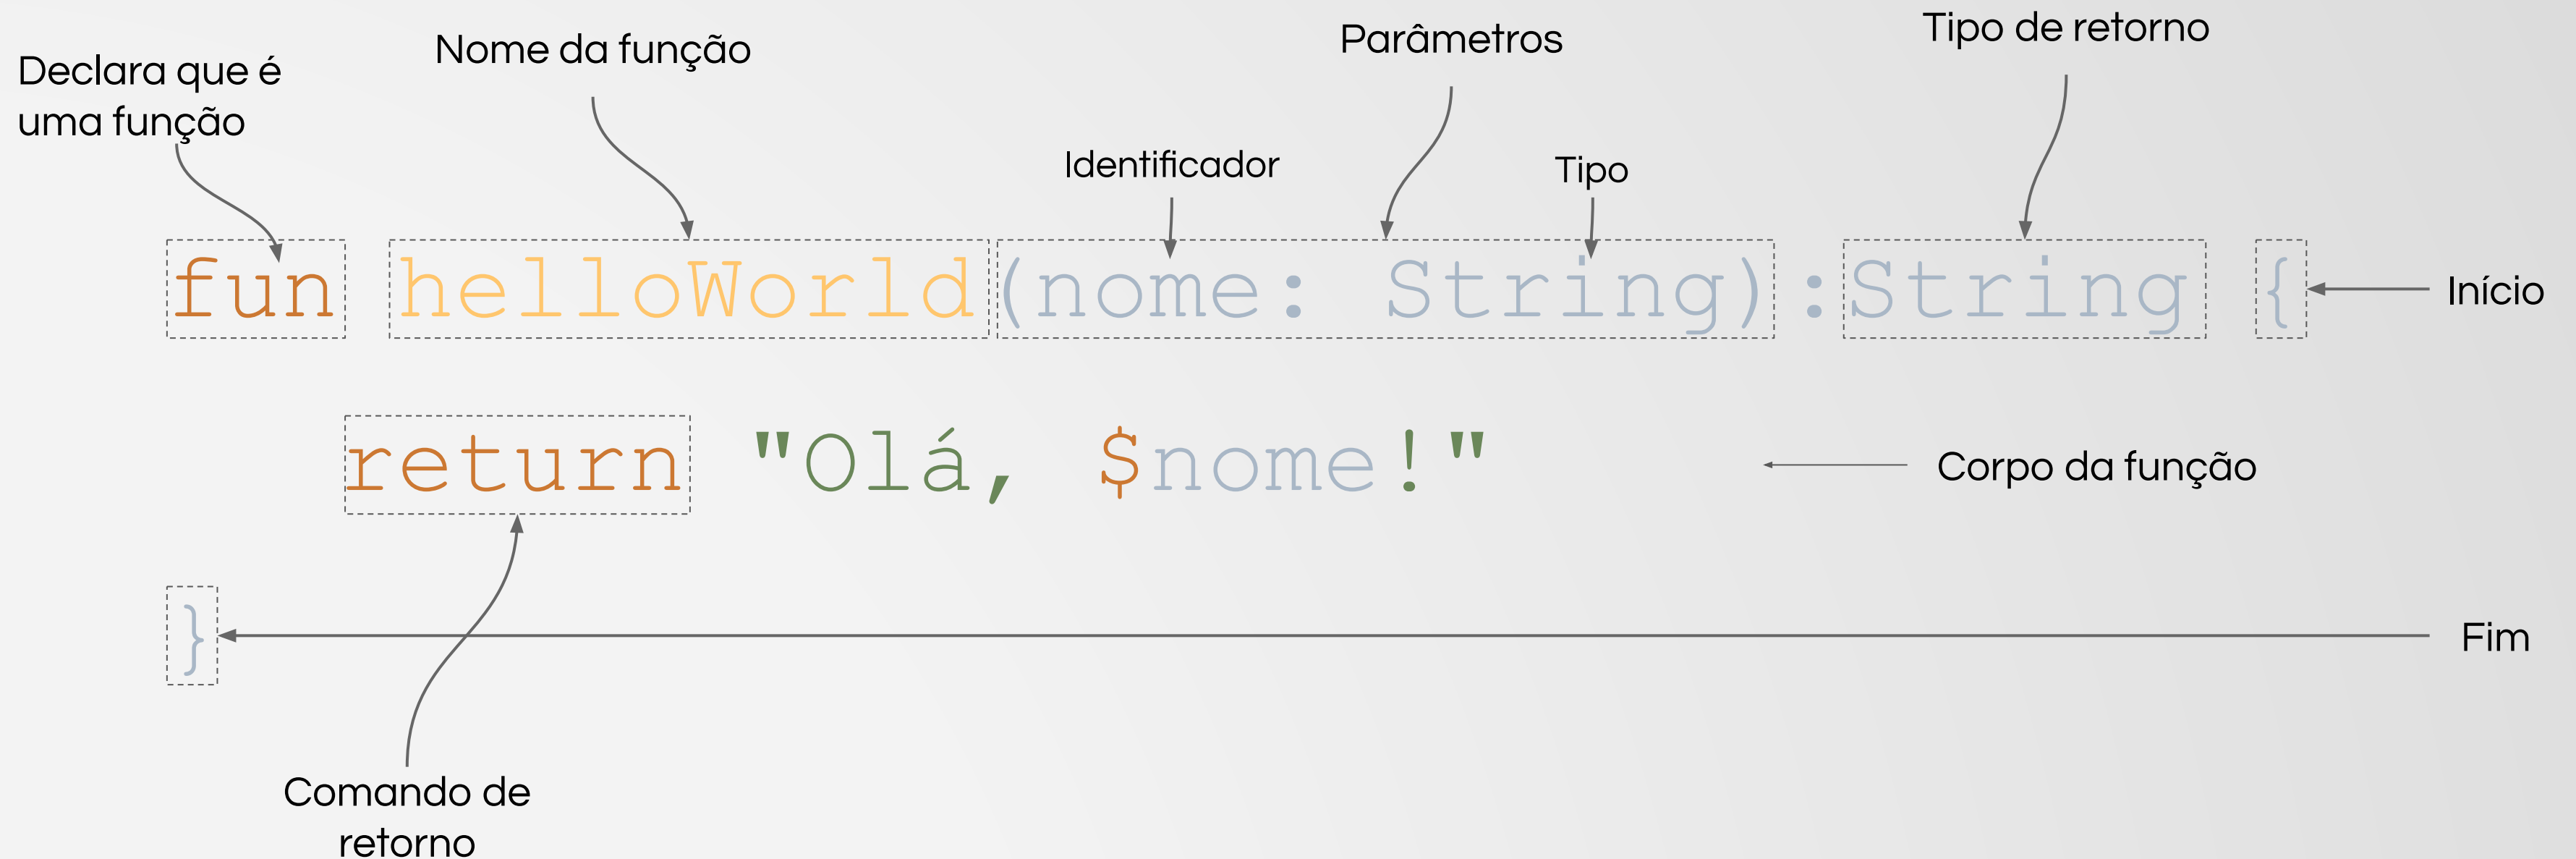 Declara que é
uma função
Nome da função
Parâmetros
Tipo de retorno
Identificador
Tipo
fun helloWorld(nome: String):String {
Início
return "Olá, $nome!"
Corpo da função
}
Fim
Comando de
retorno